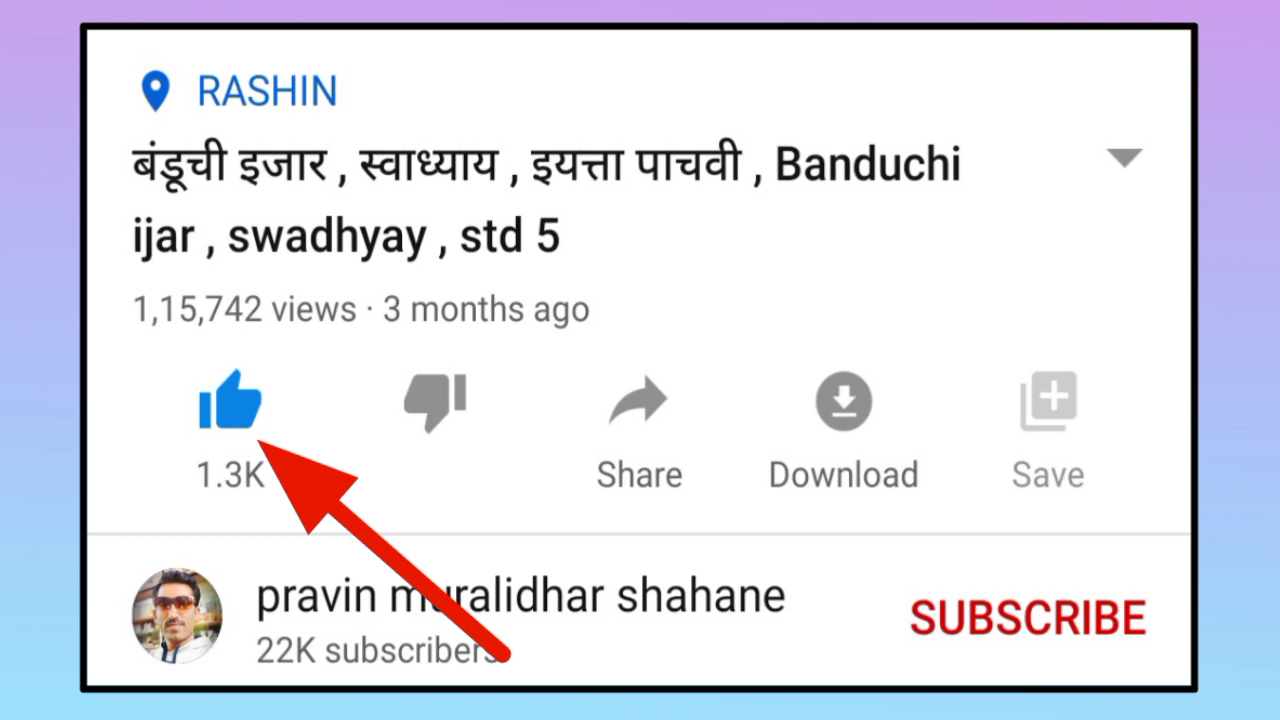 RASHIN
बंडूची इजार , स्वाध्याय , इयत्ता पाचवी , Banduchi
ijar , swadhyay , std 5
1,15,742 views · 3 months ago
1.3K
Share
Download
Save
pravin muralidhar shahane
SUBSCRIBE
22K subscribers